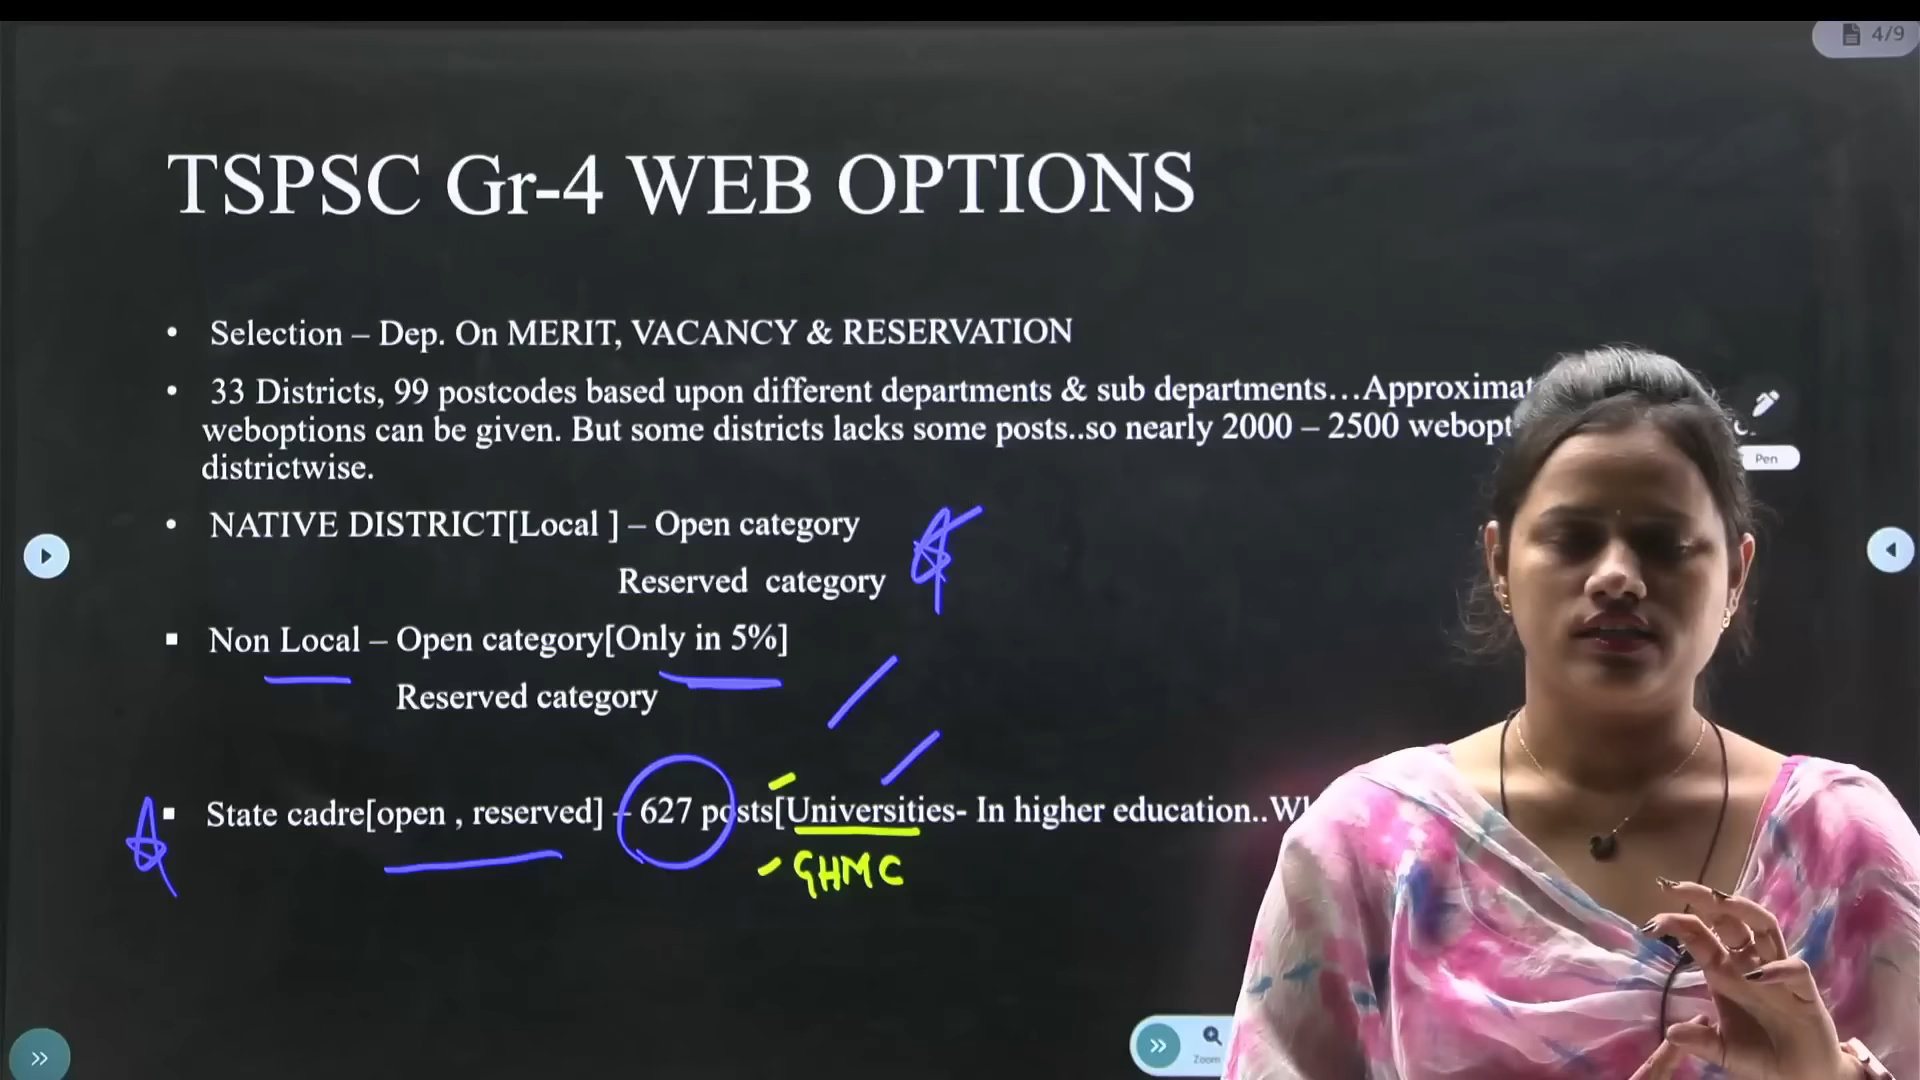 4/9
TSPSC Gr-4 WEB OPTIONS
• Selection – Dep. On MERIT, VACANCY & RESERVATION
• 33 Districts, 99 postcodes based upon different departments & sub departments…Approximat
weboptions can be given. But some districts lacks some posts..so nearly 2000 – 2500 webopt
districtwise.
Pen
• NATIVE DISTRICT[Local ] – Open category
Reserved category
▪ Non Local – Open category[Only in 5%]
Reserved category
▪ State cadre[open , reserved] – 627 posts[Universities- In higher education..Wh
GHMC
Zoom